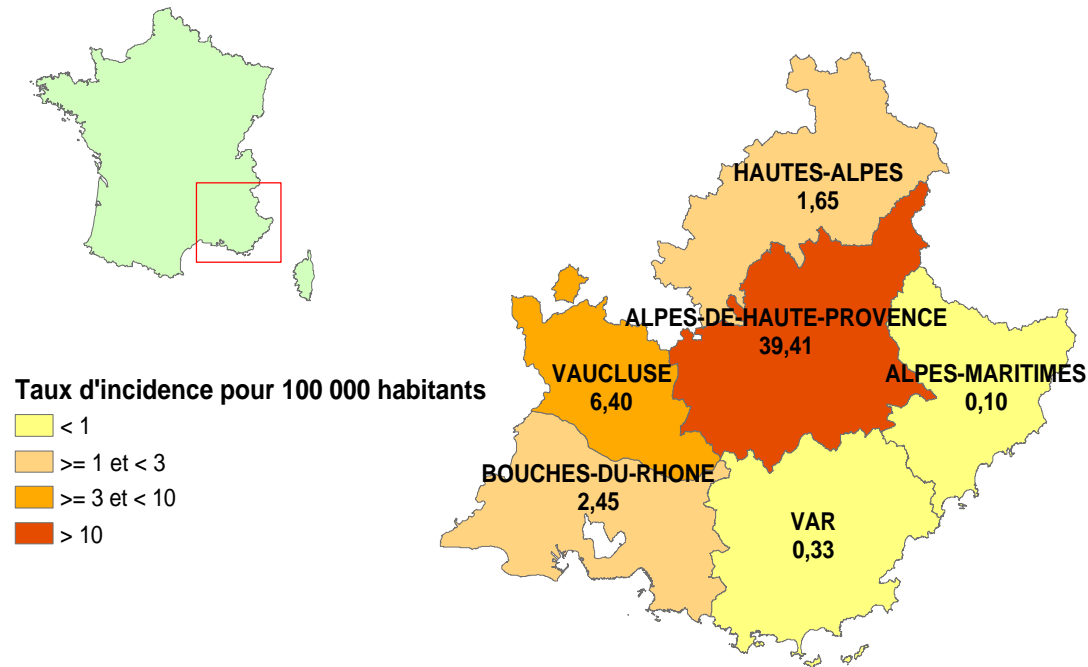 HAUTES-ALPES
1,65
ALPES-DE-HAUTE-PROVENCE
39,41
VAUCLUSE
6,40
ALPES-MARITIMES
0,10
BOUCHES-DU-RHONE
2,45
VAR
0,33
Taux d'incidence pour 100 000 habitants
< 1
>= 1 et < 3
>= 3 et < 10
> 10